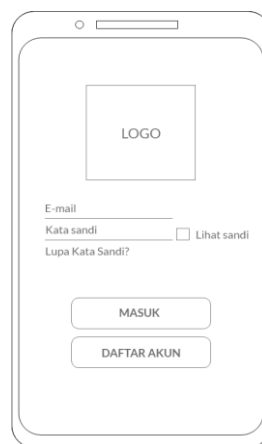 LOGO
E-mail
Kata sandi
Lihat sandi
Lupa Kata Sandi?
MASUK
DAFTAR AKUN